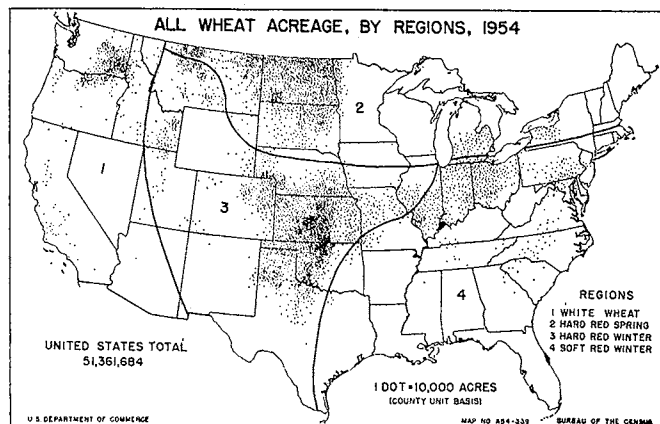 ALL WHEAT ACREAGE, BY REGIONS, 1954
2
1
3
4
REGIONS
1 WHITE WHEAT
2 HARD RED SPRING
3 HARD RED WINTER
4 SOFT RED WINTER
UNITED STATES TOTAL
51,361,684
1 DOT=10,000 ACRES
(COUNTY UNIT BASIS)
U S DEPARTMENT OF COMMERCE
MAP NO A54-339 BUREAU OF THE CENSUS